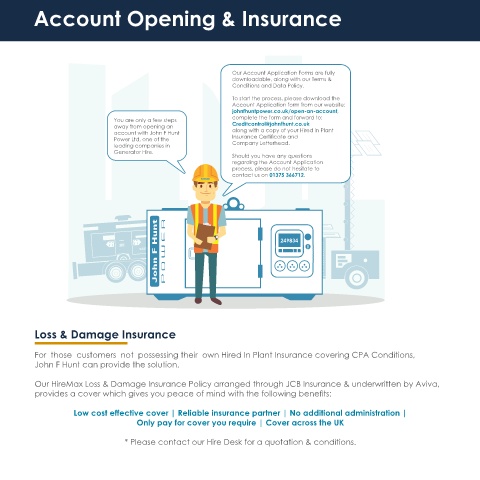 Account Opening & Insurance
Our Account Application Forms are fully
downloadable, along with our Terms &
Conditions and Data Policy.
To start the process, please download the
Account Application form from our website:
johnfhuntpower.co.uk/open-an-account
complete the form and forward to:
Creditcontrol@johnfhunt.co.uk
along with a copy of your Hired in Plant
Insurance Certificate and
Company Letterhead.
Should you have any questions
regarding the Account Application
process, please do not hesitate to
contact us on 01375 366712.
You are only a few steps
away from opening an
account with John F Hunt
Power Ltd; one of the
leading companies in
Generator Hire.
John F Hunt
POWER
249834
Loss & Damage Insurance
For those customers not possessing their own Hired in Plant Insurance covering CPA Conditions,
John F Hunt can provide the solution.
Our HireMax Loss & Damage Insurance Policy arranged through JCB Insurance & underwritten by Aviva,
provides a cover which gives you peace of mind with the following benefits:
Low cost effective cover | Reliable insurance partner | No additional administration |
Only pay for cover you require | Cover across the UK
* Please contact our Hire Desk for a quotation & conditions.